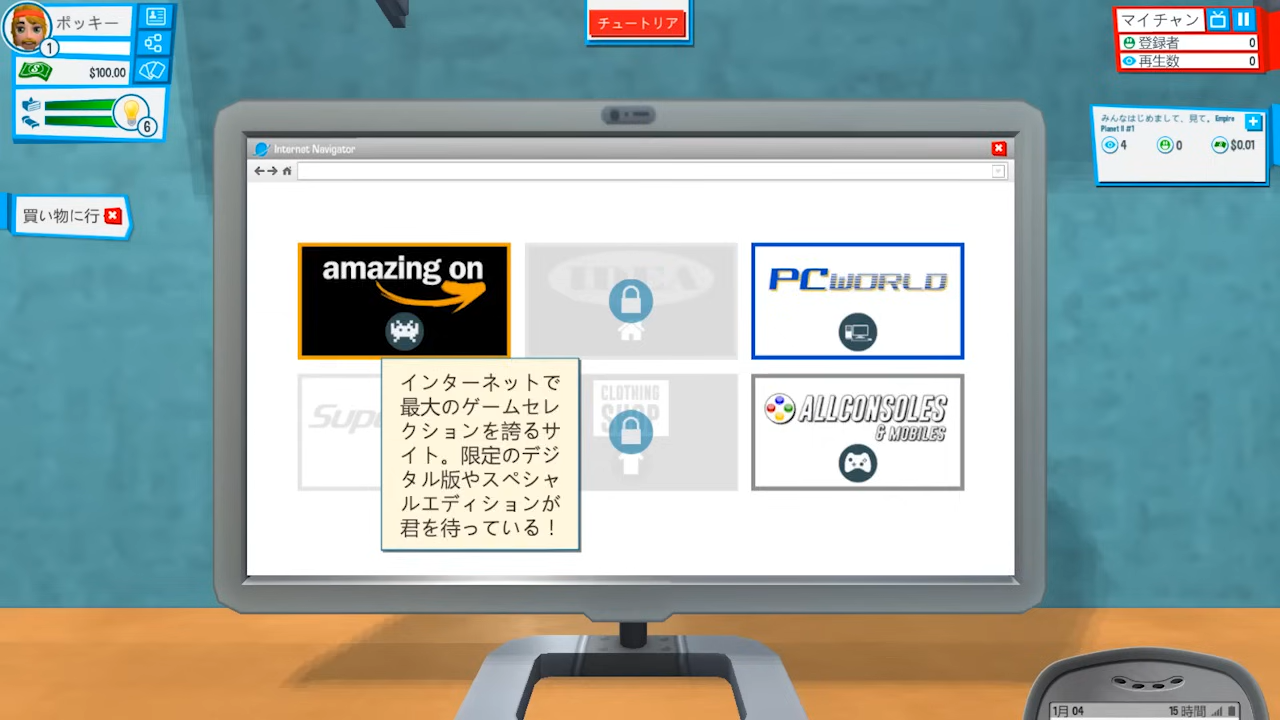 ポッキー
1
$100.00
6
買い物に行
チュートリア
マイチャン
登録者 0
再生数 0
みんなはじめまして、見て。Empire
Planet II #1
4 0 $0.01
Internet Navigator
amazing on
IDEA
PCWORLD
Supe
CLOTHING
SHOP
ALLCONSOLES
& MOBILES
インターネットで
最大のゲームセレ
クションを誇るサ
イト。限定のデジ
タル版やスペシャ
ルエディションが
君を待っている！
1月 04 15 時間